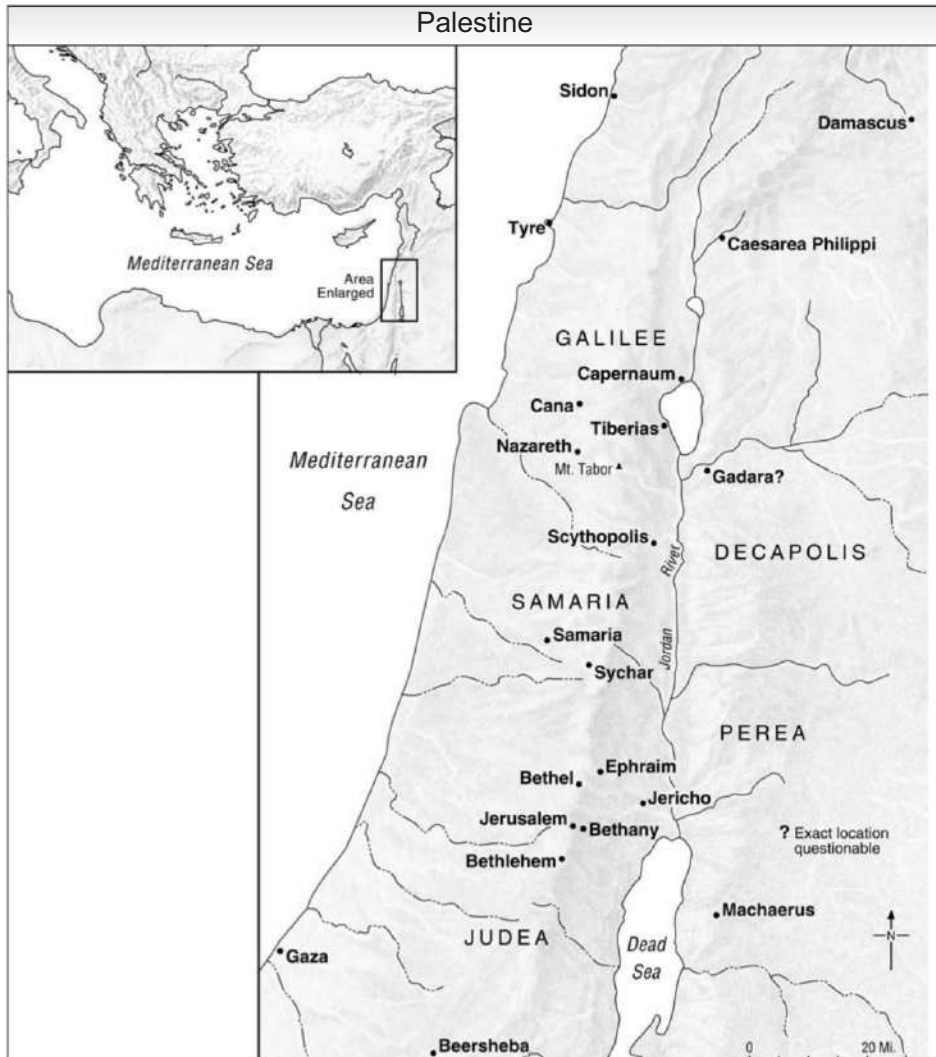 Palestine
Sidon
Damascus
Tyre
Caesarea Philippi
Mediterranean Sea
Area
Enlarged
GALILEE
Capernaum
Cana
Tiberias
Nazareth
Mt. Tabor
Gadara?
Mediterranean
Sea
Scythopolis
DECAPOLIS
River
Jordan
SAMARIA
Samaria
Sychar
PEREA
Ephraim
Bethel
Jericho
Jerusalem
Bethany
? Exact location
questionable
Bethlehem
Machaerus
N
JUDEA
Dead
Sea
Gaza
Beersheba
0 20 Mi.